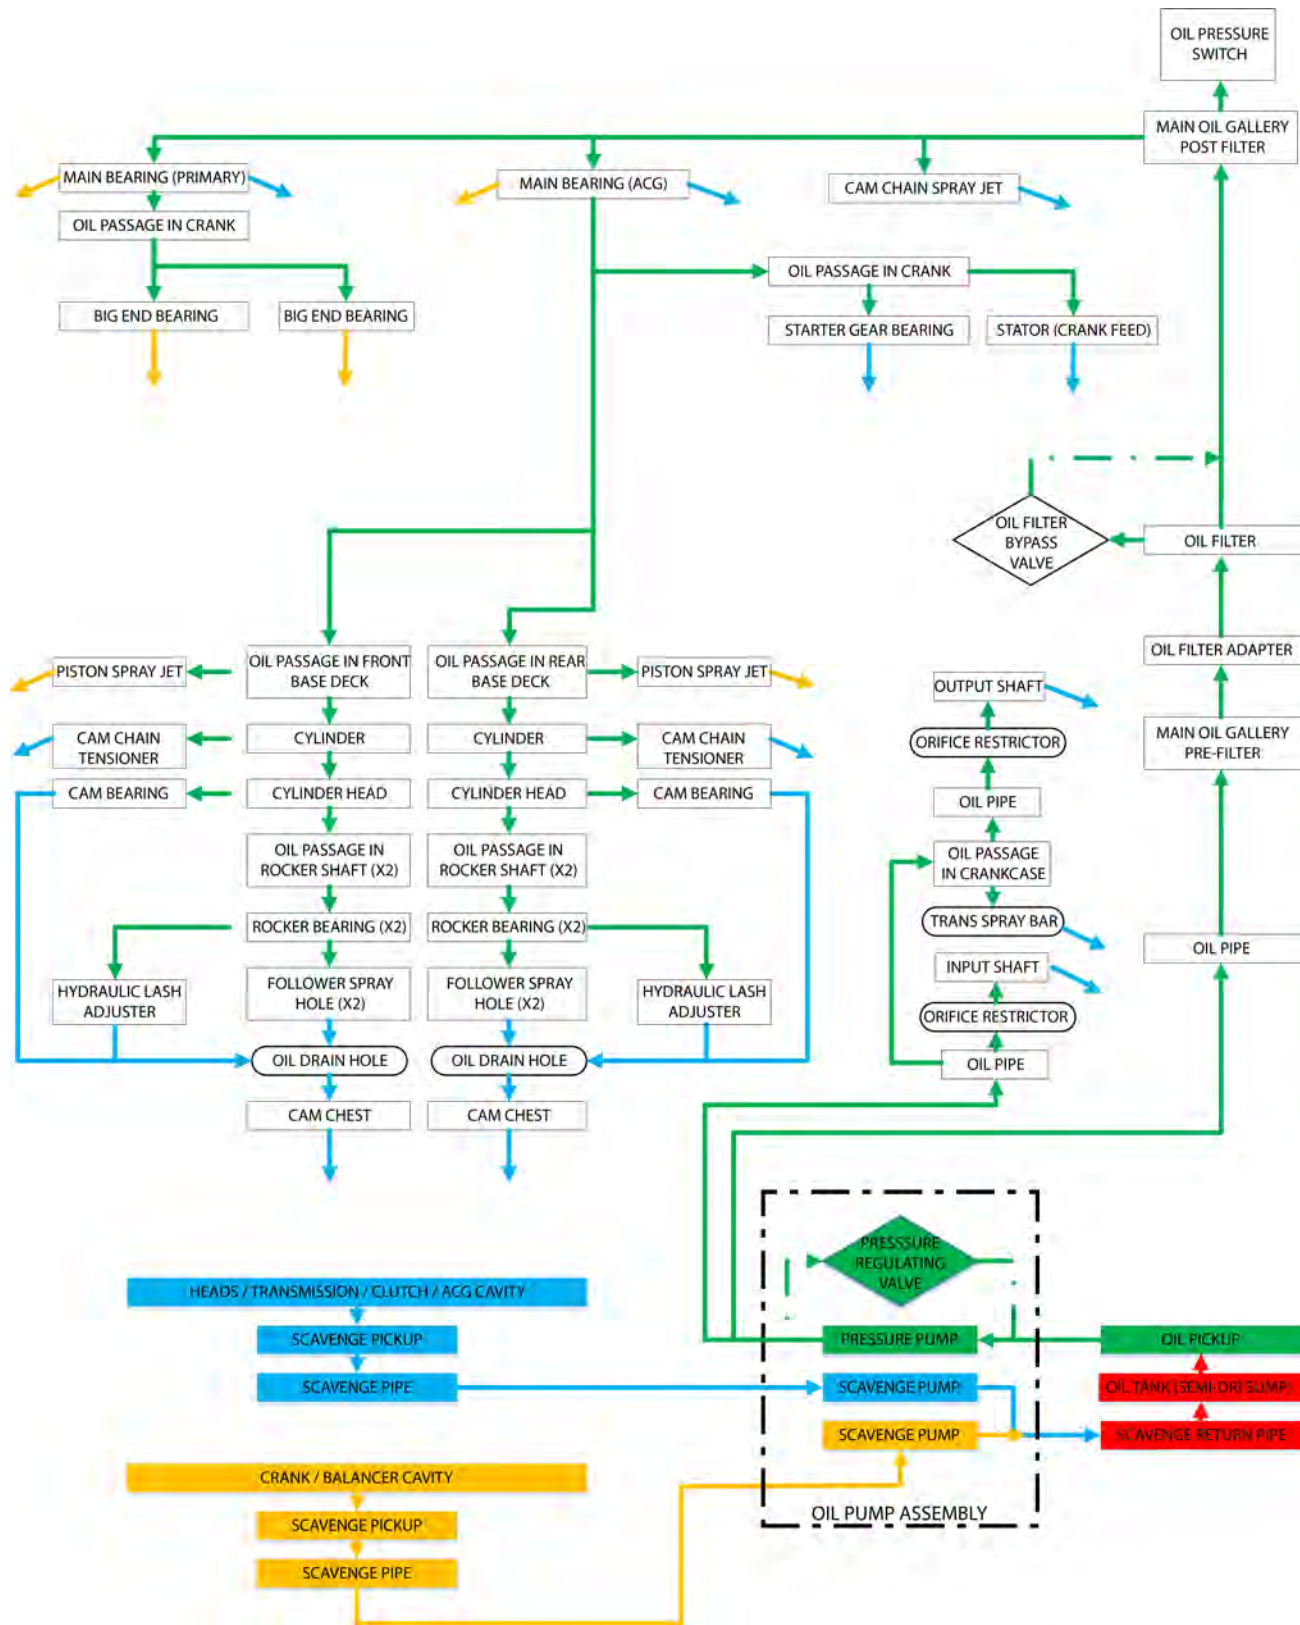 OIL PRESSURE
SWITCH
MAIN OIL GALLERY
POST FILTER
MAIN BEARING (PRIMARY)
MAIN BEARING (ACG)
CAM CHAIN SPRAY JET
OIL PASSAGE IN CRANK
OIL PASSAGE IN CRANK
BIG END BEARING
BIG END BEARING
STARTER GEAR BEARING
STATOR (CRANK FEED)
OIL FILTER
BYPASS
VALVE
OIL FILTER
OIL FILTER ADAPTER
MAIN OIL GALLERY
PRE-FILTER
OIL PIPE
PISTON SPRAY JET
OIL PASSAGE IN FRONT
BASE DECK
OIL PASSAGE IN REAR
BASE DECK
PISTON SPRAY JET
CAM CHAIN
TENSIONER
CYLINDER
CYLINDER
CAM CHAIN
TENSIONER
CAM BEARING
CYLINDER HEAD
CYLINDER HEAD
CAM BEARING
OIL PASSAGE IN
ROCKER SHAFT (X2)
OIL PASSAGE IN
ROCKER SHAFT (X2)
ROCKER BEARING (X2)
ROCKER BEARING (X2)
HYDRAULIC LASH
ADJUSTER
FOLLOWER SPRAY
HOLE (X2)
FOLLOWER SPRAY
HOLE (X2)
HYDRAULIC LASH
ADJUSTER
OIL DRAIN HOLE
OIL DRAIN HOLE
CAM CHEST
CAM CHEST
OUTPUT SHAFT
ORIFICE RESTRICTOR
OIL PIPE
OIL PASSAGE
IN CRANKCASE
TRANS SPRAY BAR
INPUT SHAFT
ORIFICE RESTRICTOR
OIL PIPE
PRESSSURE
REGULATING
VALVE
HEADS / TRANSMISSION / CLUTCH / ACG CAVITY
SCAVENGE PICKUP
SCAVENGE PIPE
PRESSURE PUMP
SCAVENGE PUMP
SCAVENGE PUMP
OIL PICKUP
OIL TANK (SEMI-DRI SUMP)
SCAVENGE RETURN PIPE
CRANK / BALANCER CAVITY
SCAVENGE PICKUP
SCAVENGE PIPE
OIL PUMP ASSEMBLY